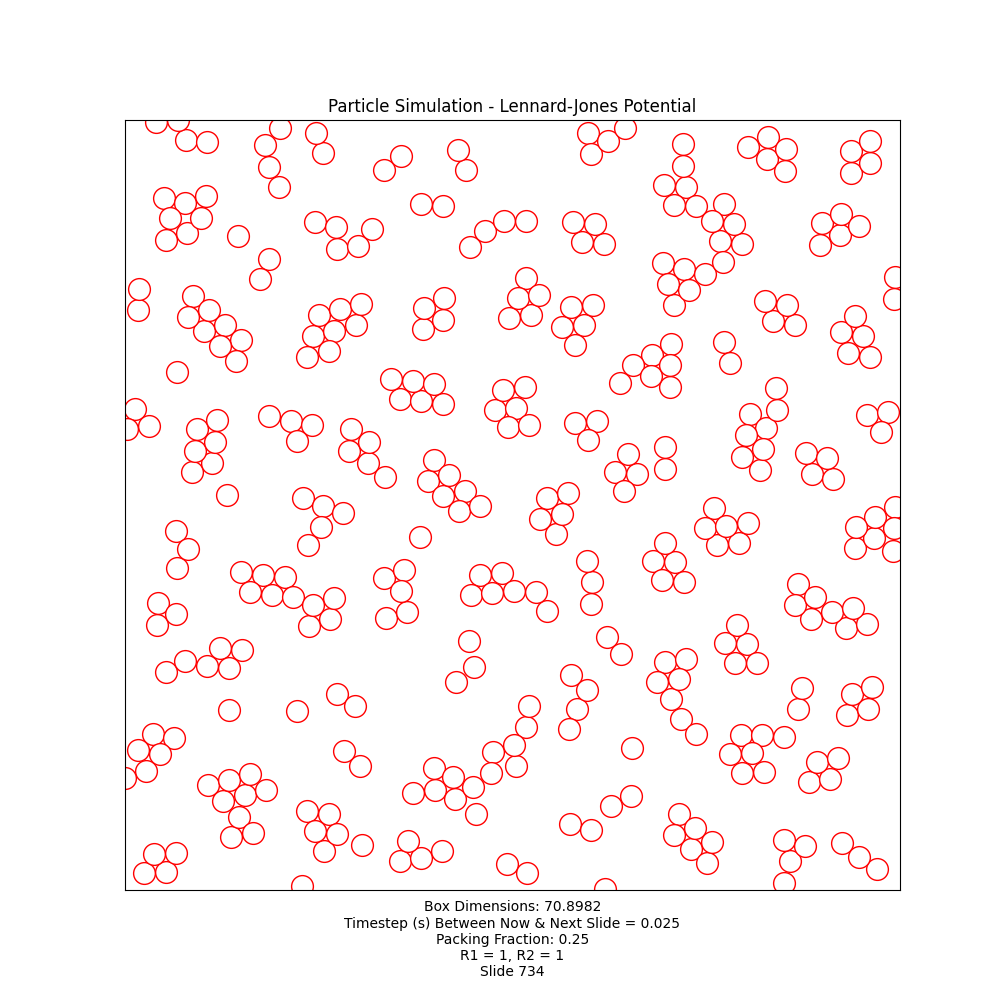 Particle Simulation - Lennard-Jones Potential
Box Dimensions: 70.8982
Timestep (s) Between Now & Next Slide = 0.025
Packing Fraction: 0.25
R1 = 1, R2 = 1
Slide 734